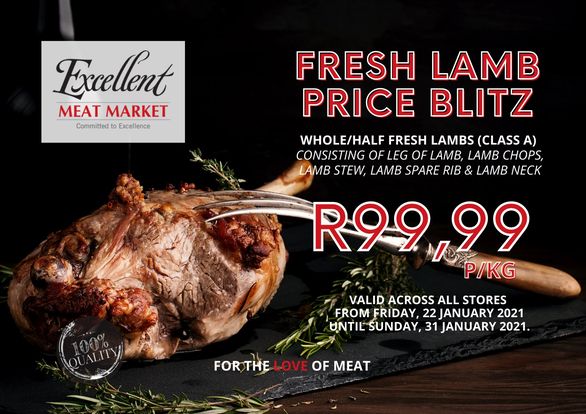 Excellent
MEAT MARKET
Committed to Excellence
FRESH LAMB
PRICE BLITZ
WHOLE/HALF FRESH LAMBS (CLASS A)
CONSISTING OF LEG OF LAMB, LAMB CHOPS,
LAMB STEW, LAMB SPARE RIB & LAMB NECK
R99,99
P/KG
VALID ACROSS ALL STORES
FROM FRIDAY, 22 JANUARY 2021
UNTIL SUNDAY, 31 JANUARY 2021.
100%
QUALITY
FOR THE LOVE OF MEAT